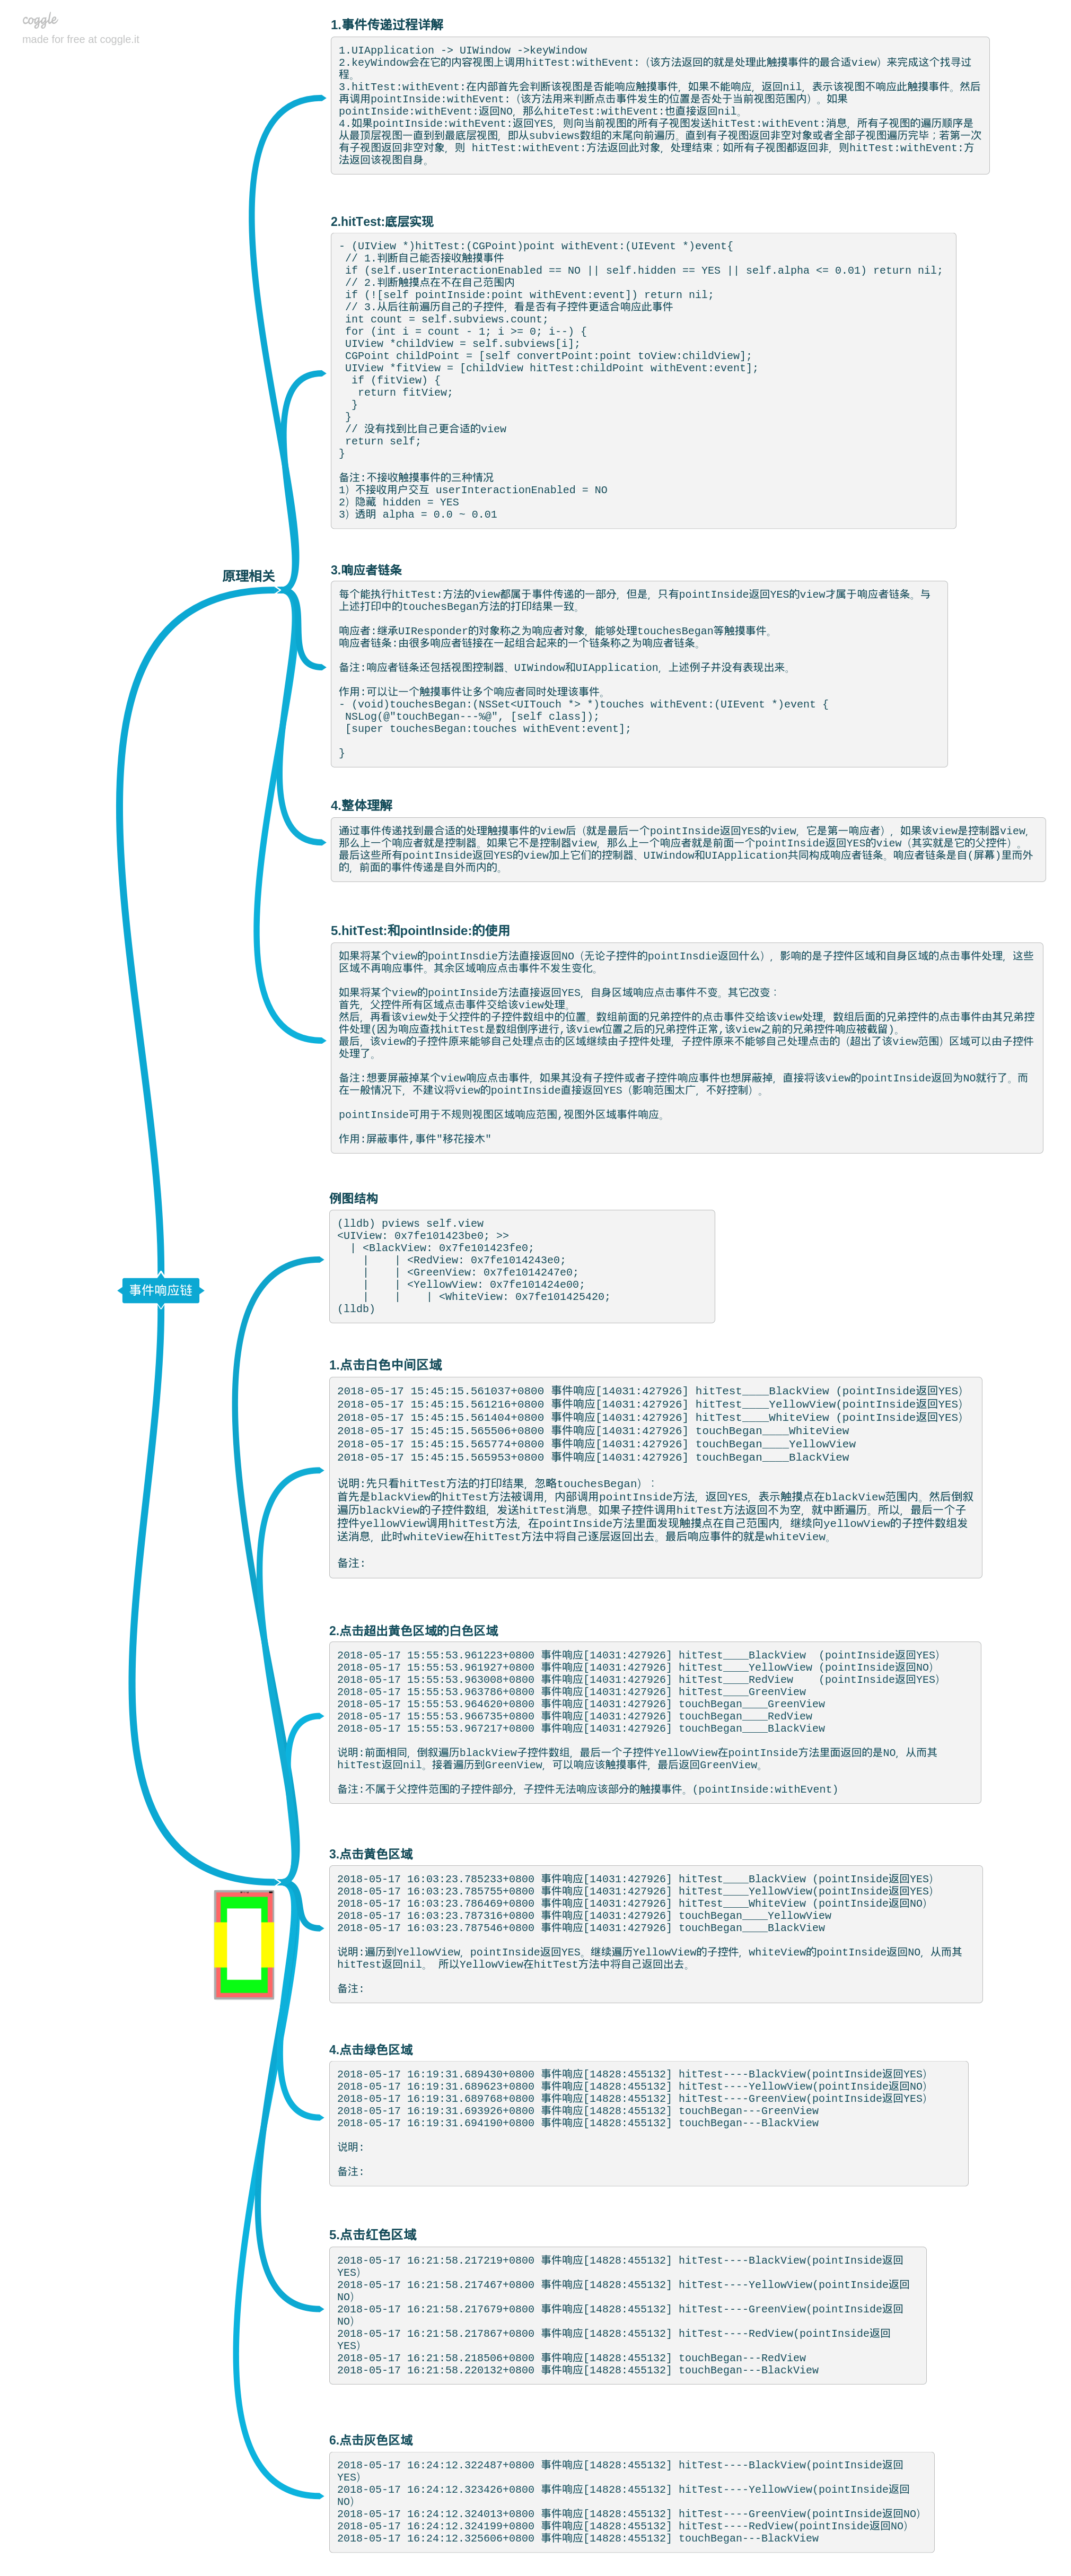 coggle
made for free at coggle.it
1.事件传递过程详解
1.UIApplication -> UIWindow ->keyWindow
2.keyWindow会在它的内容视图上调用hitTest:withEvent:（该方法返回的就是处理此触摸事件的最合适view）来完成这个找寻过
程。
3.hitTest:withEvent:在内部首先会判断该视图是否能响应触摸事件，如果不能响应，返回nil，表示该视图不响应此触摸事件。然后
再调用pointInside:withEvent:（该方法用来判断点击事件发生的位置是否处于当前视图范围内）。如果
pointInside:withEvent:返回NO，那么hiteTest:withEvent:也直接返回nil。
4.如果pointInside:withEvent:返回YES，则向当前视图的所有子视图发送hitTest:withEvent:消息，所有子视图的遍历顺序是
从最顶层视图一直到到最底层视图，即从subviews数组的末尾向前遍历。直到有子视图返回非空对象或者全部子视图遍历完毕；若第一次
有子视图返回非空对象，则 hitTest:withEvent:方法返回此对象，处理结束；如所有子视图都返回非，则hitTest:withEvent:方
法返回该视图自身。
2.hitTest:底层实现
- (UIView *)hitTest:(CGPoint)point withEvent:(UIEvent *)event{
// 1.判断自己能否接收触摸事件
if (self.userInteractionEnabled == NO || self.hidden == YES || self.alpha <= 0.01) return nil;
// 2.判断触摸点在不在自己范围内
if (![self pointInside:point withEvent:event]) return nil;
// 3.从后往前遍历自己的子控件，看是否有子控件更适合响应此事件
int count = self.subviews.count;
for (int i = count - 1; i >= 0; i--) {
UIView *childView = self.subviews[i];
CGPoint childPoint = [self convertPoint:point toView:childView];
UIView *fitView = [childView hitTest:childPoint withEvent:event];
if (fitView) {
return fitView;
}
}
// 没有找到比自己更合适的view
return self;
}
备注:不接收触摸事件的三种情况
1）不接收用户交互 userInteractionEnabled = NO
2）隐藏 hidden = YES
3）透明 alpha = 0.0 ~ 0.01
原理相关
3.响应者链条
每个能执行hitTest:方法的view都属于事件传递的一部分，但是，只有pointInside返回YES的view才属于响应者链条。与
上述打印中的touchesBegan方法的打印结果一致。
响应者:继承UIResponder的对象称之为响应者对象，能够处理touchesBegan等触摸事件。
响应者链条:由很多响应者链接在一起组合起来的一个链条称之为响应者链条。
备注:响应者链条还包括视图控制器、UIWindow和UIApplication，上述例子并没有表现出来。
作用:可以让一个触摸事件让多个响应者同时处理该事件。
- (void)touchesBegan:(NSSet<UITouch *> *)touches withEvent:(UIEvent *)event {
NSLog(@"touchBegan---%@", [self class]);
[super touchesBegan:touches withEvent:event];
}
4.整体理解
通过事件传递找到最合适的处理触摸事件的view后（就是最后一个pointInside返回YES的view，它是第一响应者），如果该view是控制器view，
那么上一个响应者就是控制器。如果它不是控制器view，那么上一个响应者就是前面一个pointInside返回YES的view（其实就是它的父控件）。
最后这些所有pointInside返回YES的view加上它们的控制器、UIWindow和UIApplication共同构成响应者链条。响应者链条是自(屏幕)里而外
的，前面的事件传递是自外而内的。
5.hitTest:和pointInside:的使用
如果将某个view的pointInsdie方法直接返回NO（无论子控件的pointInsdie返回什么），影响的是子控件区域和自身区域的点击事件处理，这些
区域不再响应事件。其余区域响应点击事件不发生变化。
如果将某个view的pointInside方法直接返回YES，自身区域响应点击事件不变。其它改变：
首先，父控件所有区域点击事件交给该view处理。
然后，再看该view处于父控件的子控件数组中的位置。数组前面的兄弟控件的点击事件交给该view处理，数组后面的兄弟控件的点击事件由其兄弟控
件处理(因为响应查找hitTest是数组倒序进行,该view位置之后的兄弟控件正常,该view之前的兄弟控件响应被截留)。
最后，该view的子控件原来能够自己处理点击的区域继续由子控件处理，子控件原来不能够自己处理点击的（超出了该view范围）区域可以由子控件
处理了。
备注:想要屏蔽掉某个view响应点击事件，如果其没有子控件或者子控件响应事件也想屏蔽掉，直接将该view的pointInside返回为NO就行了。而
在一般情况下，不建议将view的pointInside直接返回YES（影响范围太广，不好控制）。
pointInside可用于不规则视图区域响应范围,视图外区域事件响应。
作用:屏蔽事件,事件"移花接木"
例图结构
(lldb) pviews self.view
<UIView: 0x7fe101423be0; >>
| <BlackView: 0x7fe101423fe0;
| | <RedView: 0x7fe1014243e0;
| | <GreenView: 0x7fe1014247e0;
| | <YellowView: 0x7fe101424e00;
| | | <WhiteView: 0x7fe101425420;
(lldb)
事件响应链
1.点击白色中间区域
2018-05-17 15:45:15.561037+0800 事件响应[14031:427926] hitTest____BlackView (pointInside返回YES）
2018-05-17 15:45:15.561216+0800 事件响应[14031:427926] hitTest____YellowView(pointInside返回YES）
2018-05-17 15:45:15.561404+0800 事件响应[14031:427926] hitTest____WhiteView (pointInside返回YES）
2018-05-17 15:45:15.565506+0800 事件响应[14031:427926] touchBegan____WhiteView
2018-05-17 15:45:15.565774+0800 事件响应[14031:427926] touchBegan____YellowView
2018-05-17 15:45:15.565953+0800 事件响应[14031:427926] touchBegan____BlackView
说明:先只看hitTest方法的打印结果，忽略touchesBegan）：
首先是blackView的hitTest方法被调用，内部调用pointInside方法，返回YES，表示触摸点在blackView范围内。然后倒叙
遍历blackView的子控件数组，发送hitTest消息。如果子控件调用hitTest方法返回不为空，就中断遍历。所以，最后一个子
控件yellowView调用hitTest方法，在pointInside方法里面发现触摸点在自己范围内，继续向yellowView的子控件数组发
送消息，此时whiteView在hitTest方法中将自己逐层返回出去。最后响应事件的就是whiteView。
备注:
2.点击超出黄色区域的白色区域
2018-05-17 15:55:53.961223+0800 事件响应[14031:427926] hitTest____BlackView  (pointInside返回YES）
2018-05-17 15:55:53.961927+0800 事件响应[14031:427926] hitTest____YellowView (pointInside返回NO）
2018-05-17 15:55:53.963008+0800 事件响应[14031:427926] hitTest____RedView    (pointInside返回YES）
2018-05-17 15:55:53.963786+0800 事件响应[14031:427926] hitTest____GreenView
2018-05-17 15:55:53.964620+0800 事件响应[14031:427926] touchBegan____GreenView
2018-05-17 15:55:53.966735+0800 事件响应[14031:427926] touchBegan____RedView
2018-05-17 15:55:53.967217+0800 事件响应[14031:427926] touchBegan____BlackView
说明:前面相同，倒叙遍历blackView子控件数组，最后一个子控件YellowView在pointInside方法里面返回的是NO，从而其
hitTest返回nil。接着遍历到GreenView，可以响应该触摸事件，最后返回GreenView。
备注:不属于父控件范围的子控件部分，子控件无法响应该部分的触摸事件。(pointInside:withEvent)
3.点击黄色区域
2018-05-17 16:03:23.785233+0800 事件响应[14031:427926] hitTest____BlackView (pointInside返回YES）
2018-05-17 16:03:23.785755+0800 事件响应[14031:427926] hitTest____YellowView(pointInside返回YES）
2018-05-17 16:03:23.786469+0800 事件响应[14031:427926] hitTest____WhiteView (pointInside返回NO）
2018-05-17 16:03:23.787316+0800 事件响应[14031:427926] touchBegan____YellowView
2018-05-17 16:03:23.787546+0800 事件响应[14031:427926] touchBegan____BlackView
说明:遍历到YellowView，pointInside返回YES。继续遍历YellowView的子控件，whiteView的pointInside返回NO，从而其
hitTest返回nil。 所以YellowView在hitTest方法中将自己返回出去。
备注:
4.点击绿色区域
2018-05-17 16:19:31.689430+0800 事件响应[14828:455132] hitTest----BlackView(pointInside返回YES）
2018-05-17 16:19:31.689623+0800 事件响应[14828:455132] hitTest----YellowView(pointInside返回NO）
2018-05-17 16:19:31.689768+0800 事件响应[14828:455132] hitTest----GreenView(pointInside返回YES）
2018-05-17 16:19:31.693926+0800 事件响应[14828:455132] touchBegan---GreenView
2018-05-17 16:19:31.694190+0800 事件响应[14828:455132] touchBegan---BlackView
说明:
备注:
5.点击红色区域
2018-05-17 16:21:58.217219+0800 事件响应[14828:455132] hitTest----BlackView(pointInside返回
YES）
2018-05-17 16:21:58.217467+0800 事件响应[14828:455132] hitTest----YellowView(pointInside返回
NO）
2018-05-17 16:21:58.217679+0800 事件响应[14828:455132] hitTest----GreenView(pointInside返回
NO）
2018-05-17 16:21:58.217867+0800 事件响应[14828:455132] hitTest----RedView(pointInside返回
YES）
2018-05-17 16:21:58.218506+0800 事件响应[14828:455132] touchBegan---RedView
2018-05-17 16:21:58.220132+0800 事件响应[14828:455132] touchBegan---BlackView
6.点击灰色区域
2018-05-17 16:24:12.322487+0800 事件响应[14828:455132] hitTest----BlackView(pointInside返回
YES）
2018-05-17 16:24:12.323426+0800 事件响应[14828:455132] hitTest----YellowView(pointInside返回
NO）
2018-05-17 16:24:12.324013+0800 事件响应[14828:455132] hitTest----GreenView(pointInside返回NO）
2018-05-17 16:24:12.324199+0800 事件响应[14828:455132] hitTest----RedView(pointInside返回NO）
2018-05-17 16:24:12.325606+0800 事件响应[14828:455132] touchBegan---BlackView